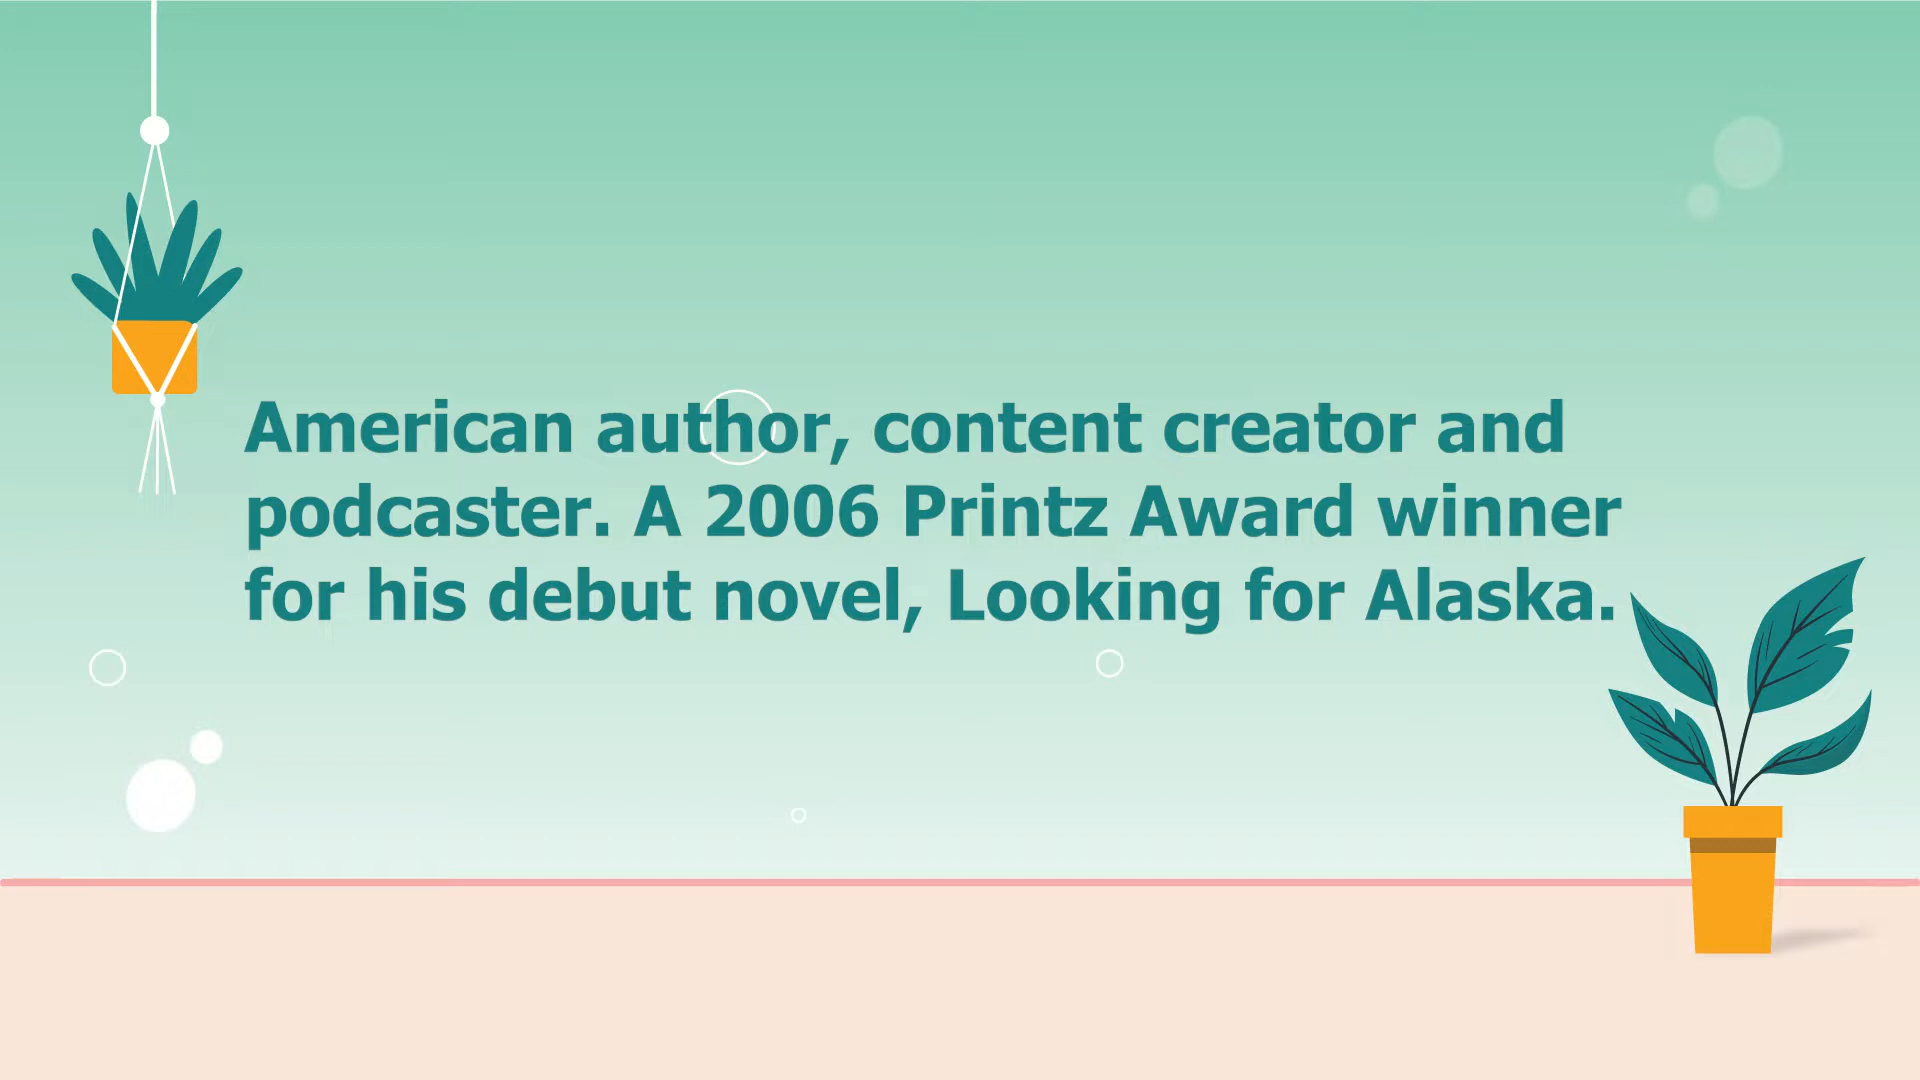 American author, content creator and
podcaster. A 2006 Printz Award winner
for his debut novel, Looking for Alaska.